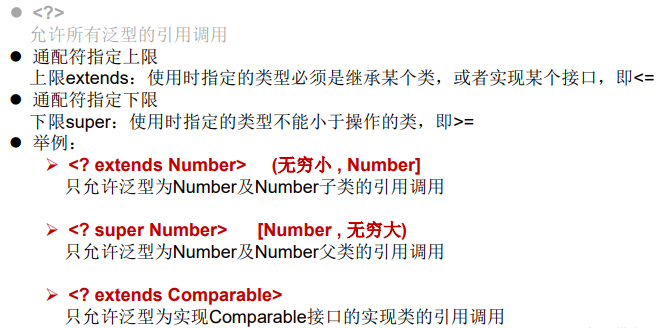 ● <?>
允许所有泛型的引用调用
● 通配符指定上限
上限extends：使用时指定的类型必须是继承某个类，或者实现某个接口，即<=
● 通配符指定下限
下限super：使用时指定的类型不能小于操作的类，即>=
● 举例：
➢ <? extends Number> (无穷小 , Number]
只允许泛型为Number及Number子类的引用调用
➢ <? super Number> [Number , 无穷大)
只允许泛型为Number及Number父类的引用调用
➢ <? extends Comparable>
只允许泛型为实现Comparable接口的实现类的引用调用